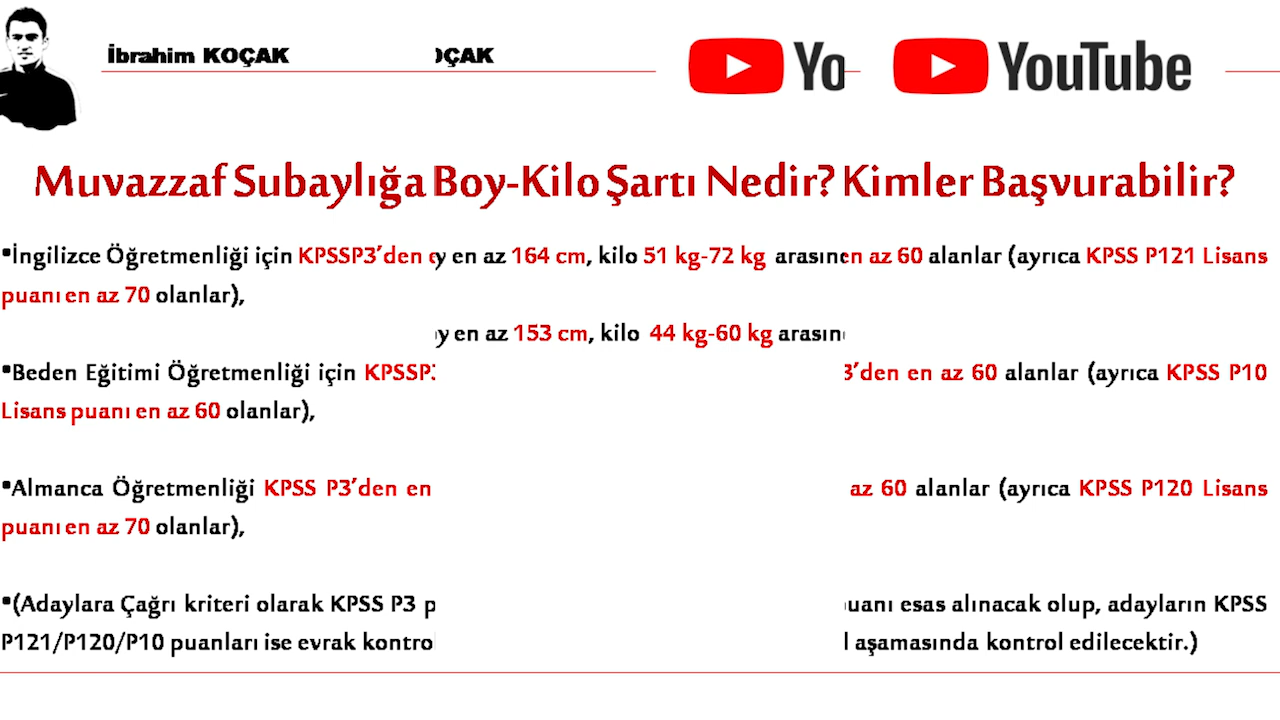 İbrahim KOÇAK OÇAK Yo YouTube
Muvazzaf Subaylığa Boy-Kilo Şartı Nedir? Kimler Başvurabilir?
▪İngilizce Öğretmenliği için KPSSP3’den y en az 164 cm, kilo 51 kg-72 kg arasın en az 60 alanlar (ayrıca KPSS P121 Lisans
puanı en az 70 olanlar),
y en az 153 cm, kilo 44 kg-60 kg arasın
▪Beden Eğitimi Öğretmenliği için KPSSP3’den en az 60 alanlar (ayrıca KPSS P10
Lisans puanı en az 60 olanlar),
▪Almanca Öğretmenliği KPSS P3’den en az 60 alanlar (ayrıca KPSS P120 Lisans
puanı en az 70 olanlar),
▪(Adaylara Çağrı kriteri olarak KPSS P3 puanı esas alınacak olup, adayların KPSS
P121/P120/P10 puanları ise evrak kontrol aşamasında kontrol edilecektir.)